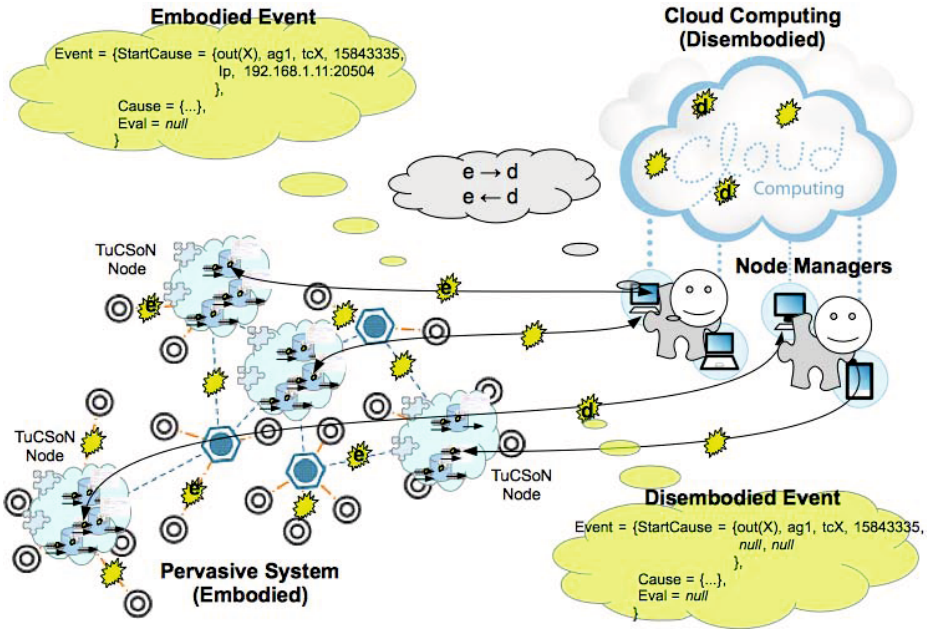 Embodied Event
Event = {StartCause = {out(X), ag1, tcX, 15843335,
lp, 192.168.1.11:20504
},
Cause = {...},
Eval = null
}
Cloud Computing
(Disembodied)
d
Cloud
Computing
d
e → d
e ← d
TuCSoN
Node
Node Managers
e
e
d
TuCSoN
Node
e
e
TuCSoN
Node
Pervasive System
(Embodied)
Disembodied Event
Event = {StartCause = {out(X), ag1, tcX, 15843335,
null, null
},
Cause = {...},
Eval = null
}